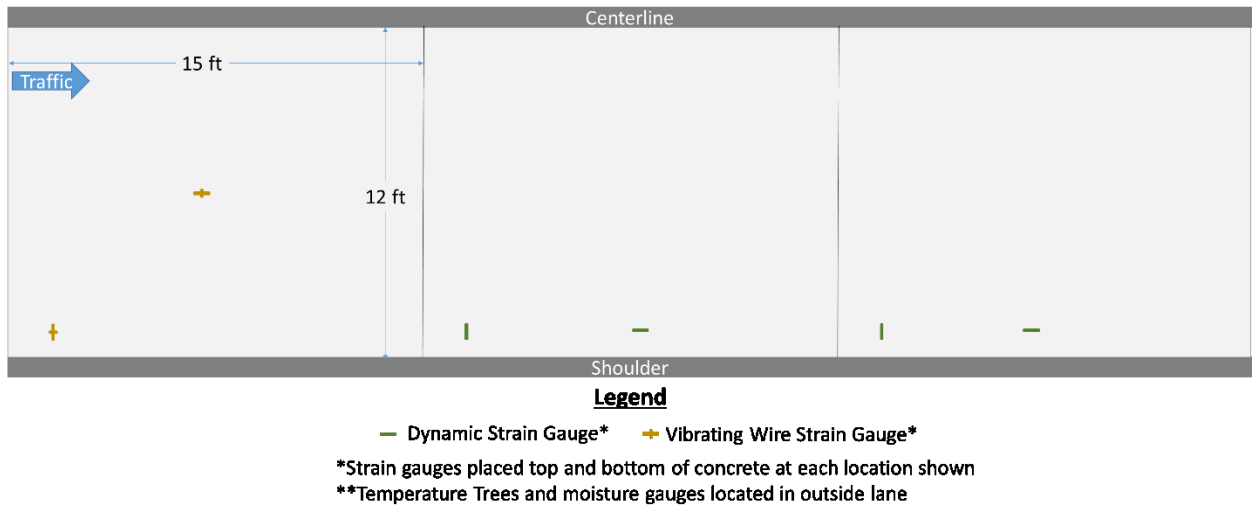 Centerline
15 ft
Traffic
12 ft
Shoulder
Legend
Dynamic Strain Gauge* Vibrating Wire Strain Gauge*
*Strain gauges placed top and bottom of concrete at each location shown
**Temperature Trees and moisture gauges located in outside lane